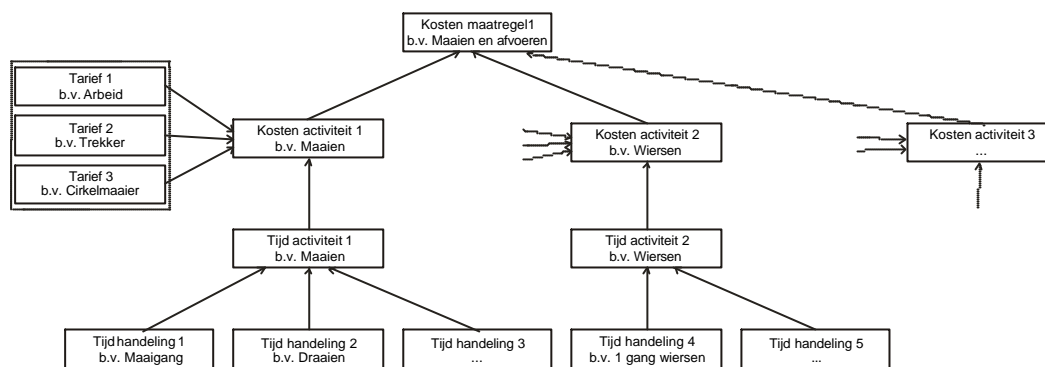 Kosten maatregel1
b.v. Maaien en afvoeren
Tarief 1
b.v. Arbeid
Tarief 2
b.v. Trekker
Tarief 3
b.v. Cirkelmaaier
Kosten activiteit 1
b.v. Maaien
Kosten activiteit 2
b.v. Wiersen
Kosten activiteit 3
...
Tijd activiteit 1
b.v. Maaien
Tijd activiteit 2
b.v. Wiersen
Tijd handeling 1
b.v. Maaigang
Tijd handeling 2
b.v. Draaien
Tijd handeling 3
...
Tijd handeling 4
b.v. 1 gang wiersen
Tijd handeling 5
...